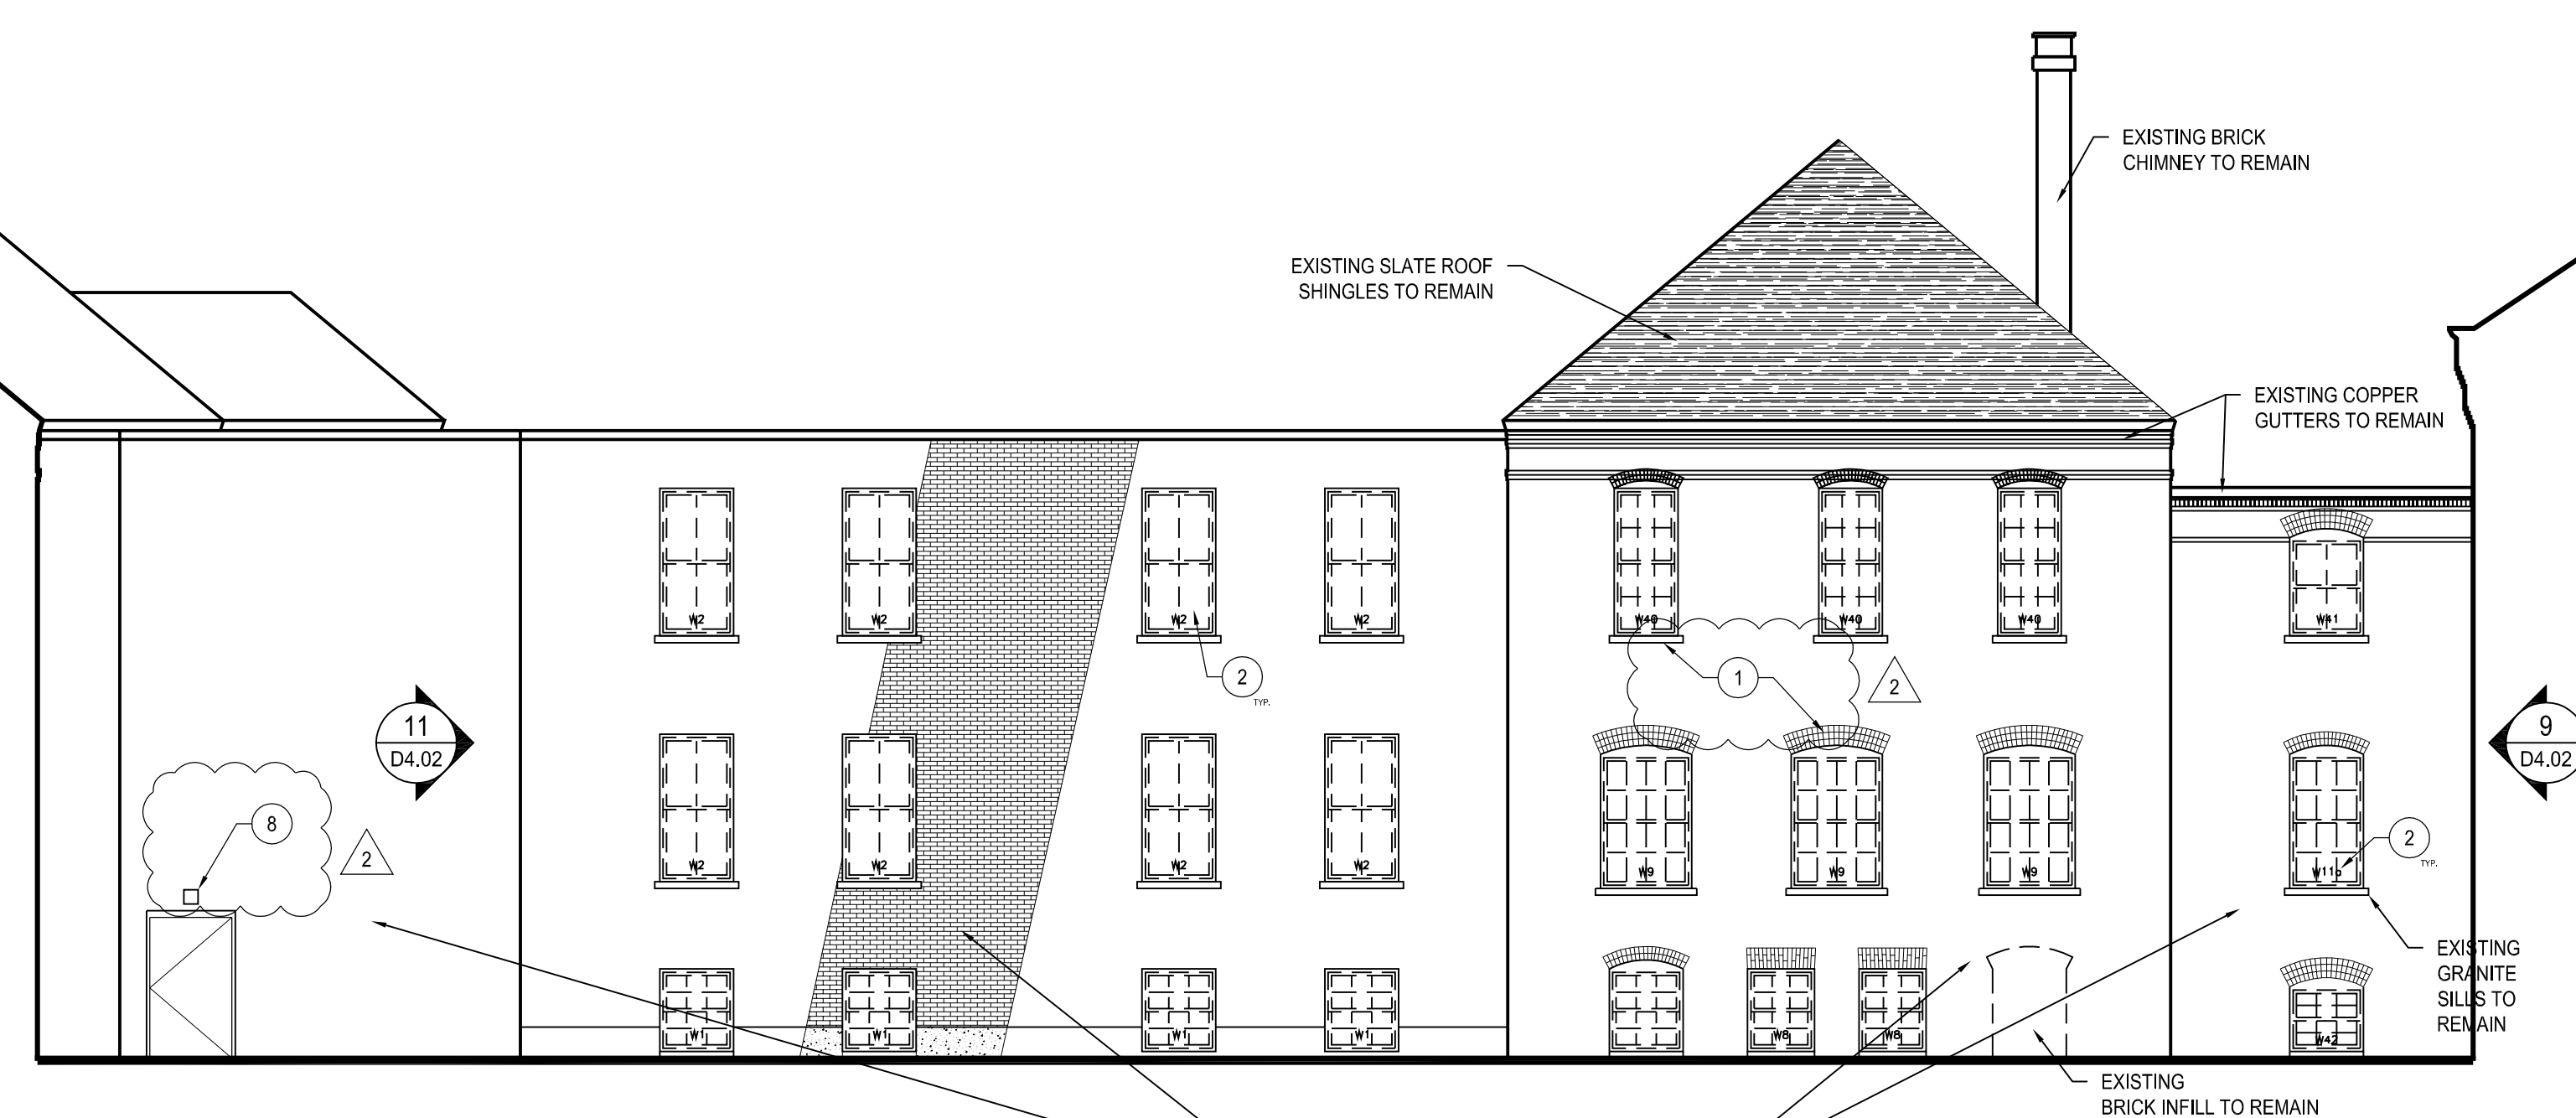 EXISTING BRICK
CHIMNEY TO REMAIN
EXISTING SLATE ROOF
SHINGLES TO REMAIN
EXISTING COPPER
GUTTERS TO REMAIN
W2 W2 W2 W2 W40 W40 W40 W41
2
TYP.
1
2
11
D4.02
9
D4.02
8
2
2
TYP.
W2 W2 W2 W2 W9 W9 W9 W11b
EXISTING
GRANITE
SILLS TO
REMAIN
W1 W1 W1 W1 W8 W8 W42
EXISTING
BRICK INFILL TO REMAIN